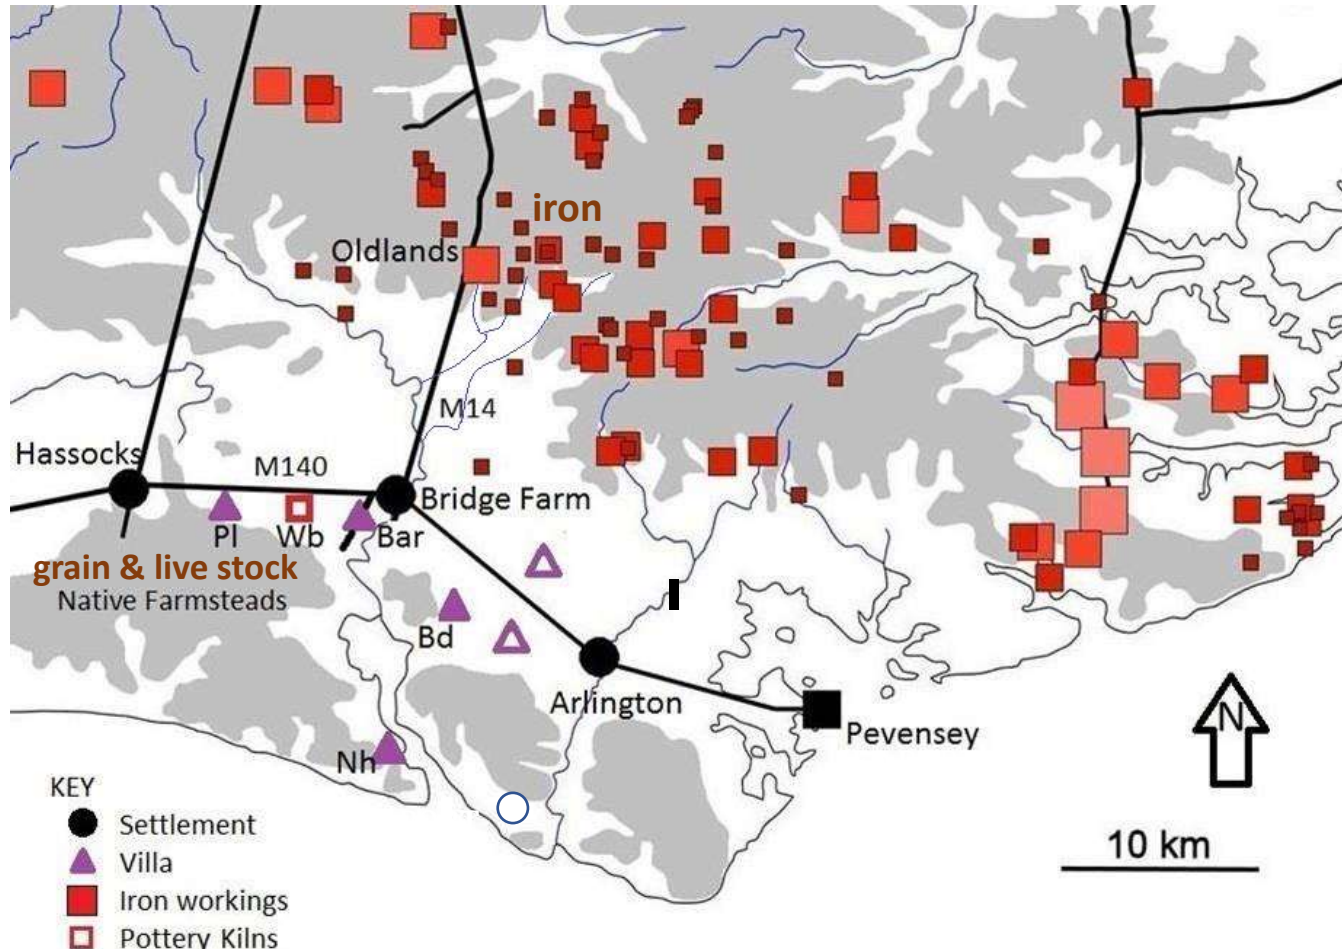 iron
Oldlands
M14
Hassocks
M140
Bridge Farm
Pl
Wb
Bar
grain & live stock
Native Farmsteads
Bd
Arlington
Pevensey
N
Nh
KEY
Settlement
Villa
Iron workings
Pottery Kilns
10 km